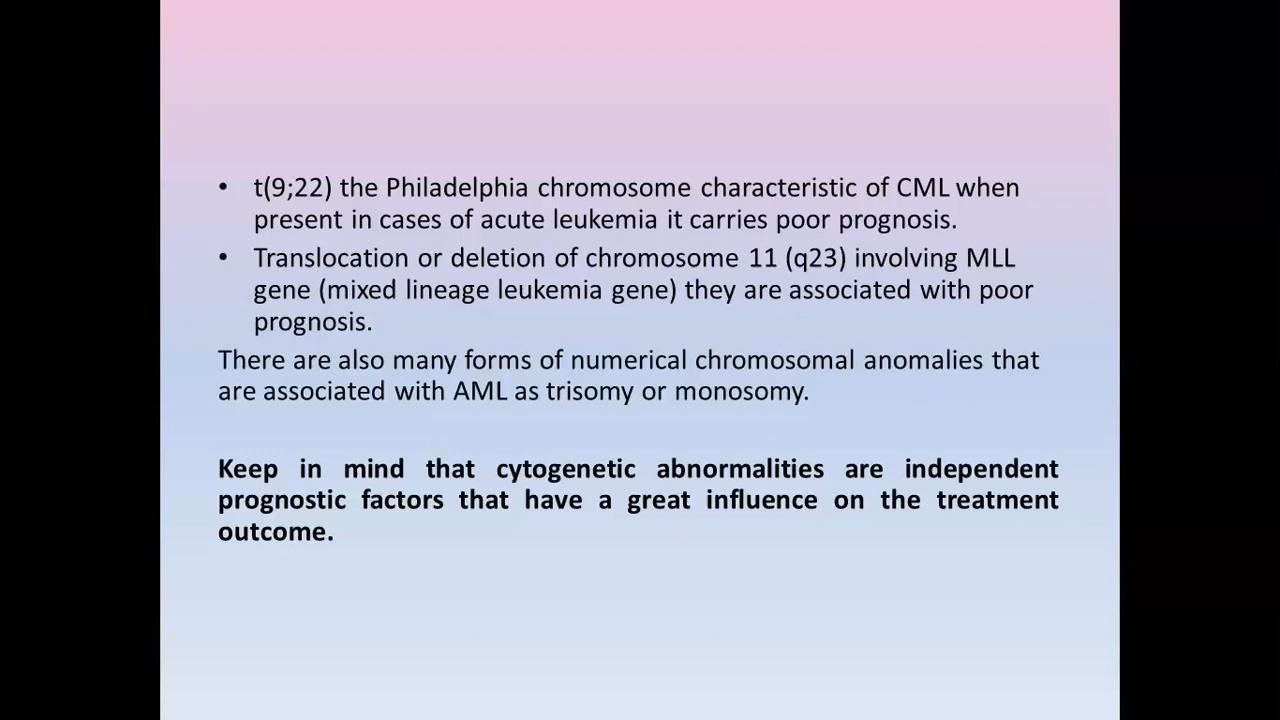 • t(9;22) the Philadelphia chromosome characteristic of CML when
present in cases of acute leukemia it carries poor prognosis.
• Translocation or deletion of chromosome 11 (q23) involving MLL
gene (mixed lineage leukemia gene) they are associated with poor
prognosis.
There are also many forms of numerical chromosomal anomalies that
are associated with AML as trisomy or monosomy.
Keep in mind that cytogenetic abnormalities are independent
prognostic factors that have a great influence on the treatment
outcome.